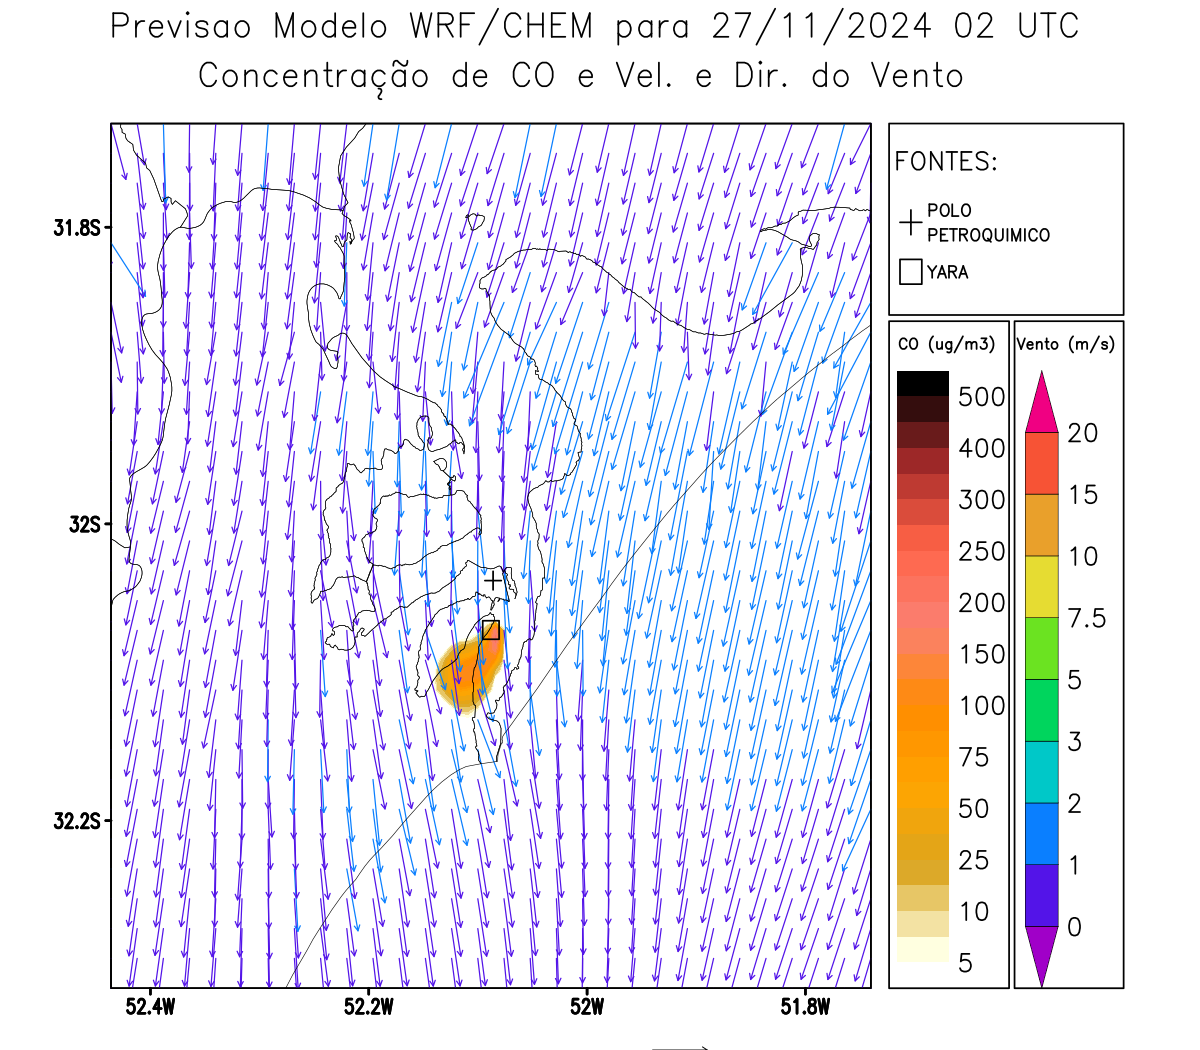 Previsao Modelo WRF/CHEM para 27/11/2024 02 UTC
Concentração de CO e Vel. e Dir. do Vento
FONTES:
POLO
PETROQUIMICO
YARA
CO (ug/m3)
500
400
300
250
200
150
100
75
50
25
10
5
Vento (m/s)
20
15
10
7.5
5
3
2
1
0
31.8S
32S
32.2S
52.4W
52.2W
52W
51.8W